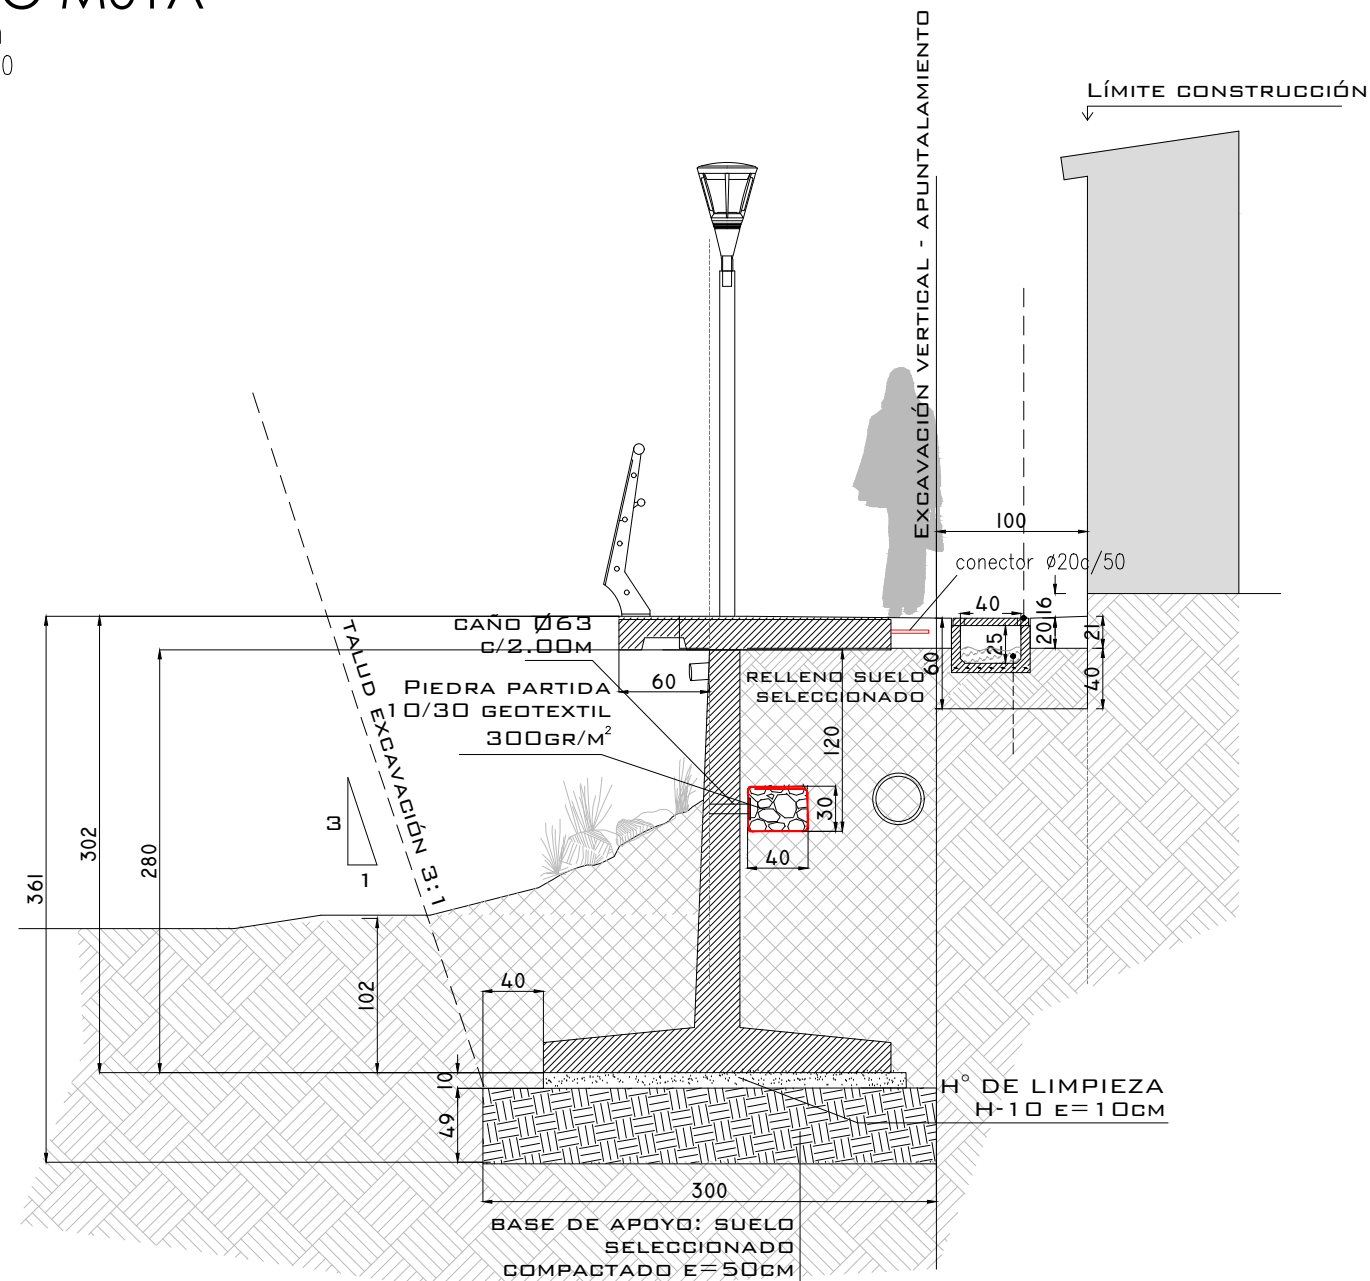 LÍMITE CONSTRUCCIÓN
EXCAVACIÓN VERTICAL - APUNTALAMIENTO
100
conector Ø20c/50
40
16
20
21
25
60
40
CAÑO Ø63
C/2.00M
60
PIEDRA PARTIDA
10/30 GEOTEXTIL
300GR/M²
RELLENO SUELO
SELECCIONADO
120
30
40
TALUD EXCAVACIÓN 3:1
3
1
302
280
361
102
40
10
49
H° DE LIMPIEZA
H-10 E=10CM
300
BASE DE APOYO: SUELO
SELECCIONADO
COMPACTADO E=50CM